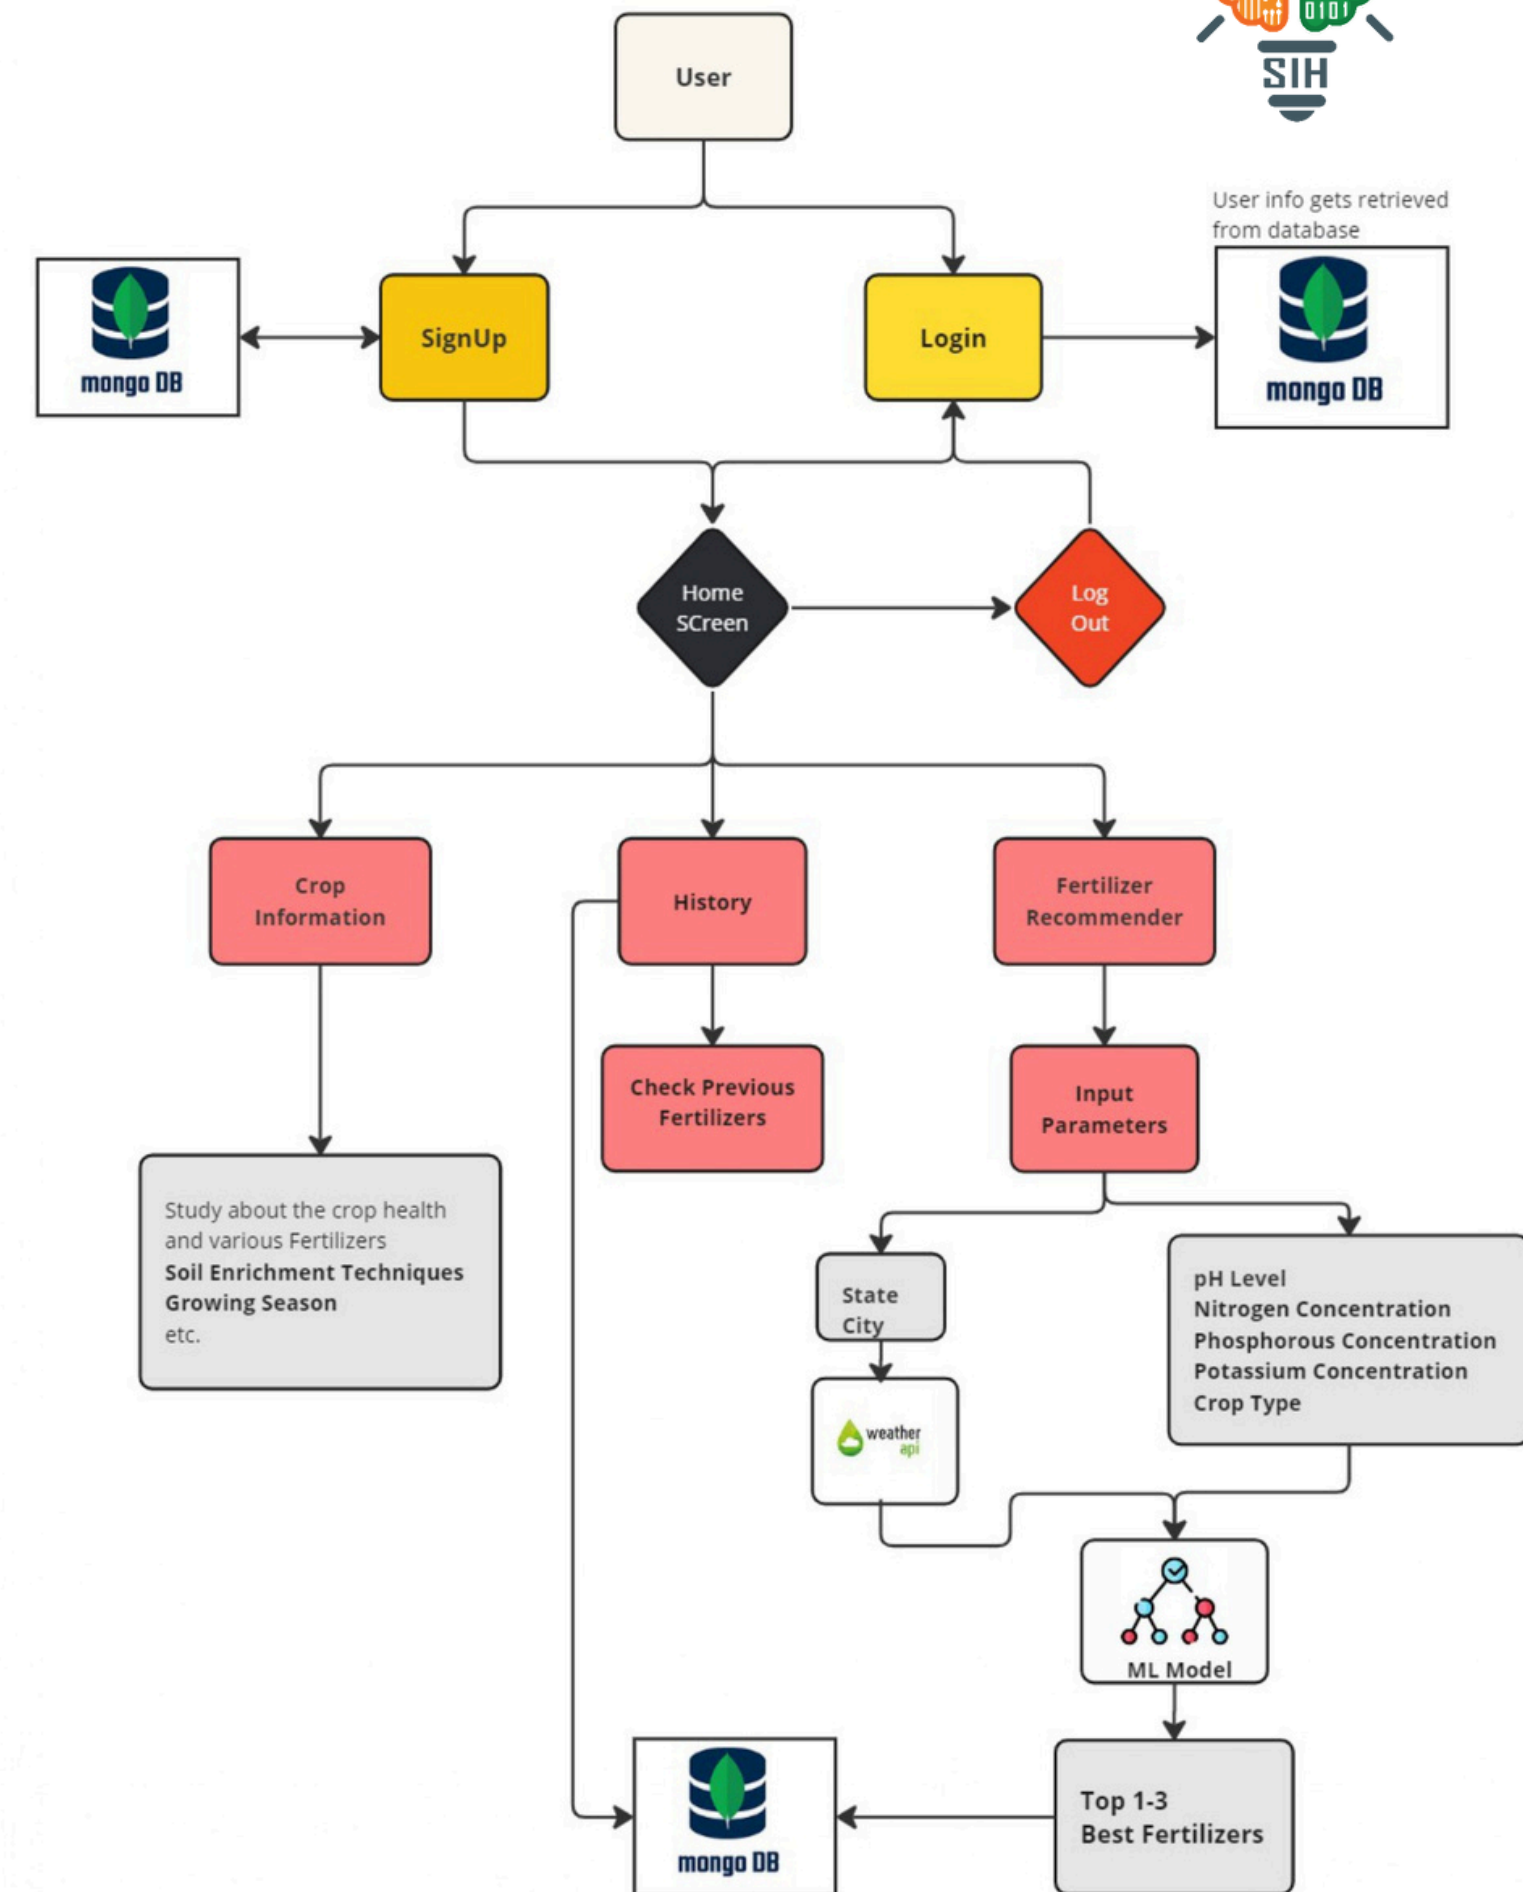 0101
SIH
User
User info gets retrieved
from database
mongo DB
SignUp
Login
mongo DB
Home
SCreen
Log
Out
Crop
Information
History
Fertilizer
Recommender
Check Previous
Fertilizers
Input
Parameters
Study about the crop health
and various Fertilizers
Soil Enrichment Techniques
Growing Season
etc.
State
City
pH Level
Nitrogen Concentration
Phosphorous Concentration
Potassium Concentration
Crop Type
weather
api
ML Model
Top 1-3
Best Fertilizers
mongo DB